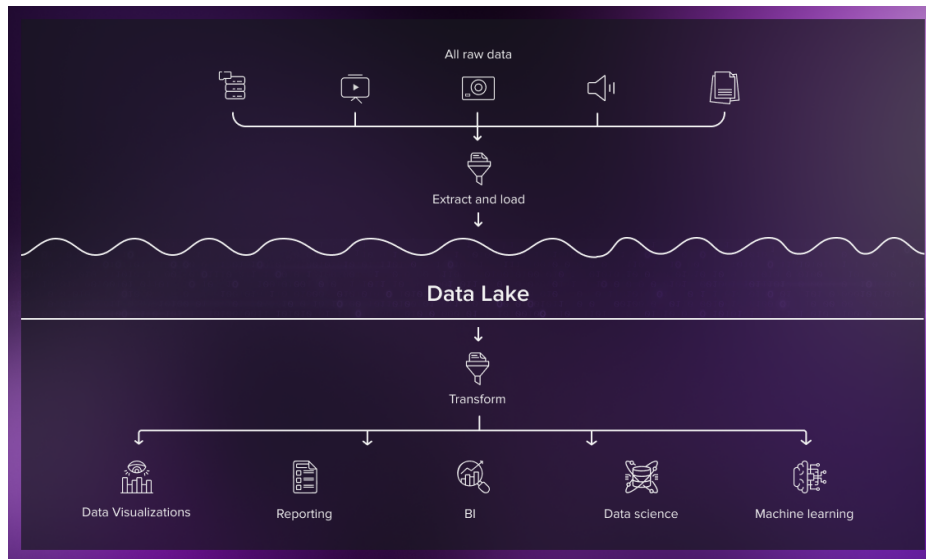 All raw data
Extract and load
Data Lake
Transform
Data Visualizations
Reporting
BI
Data science
Machine learning